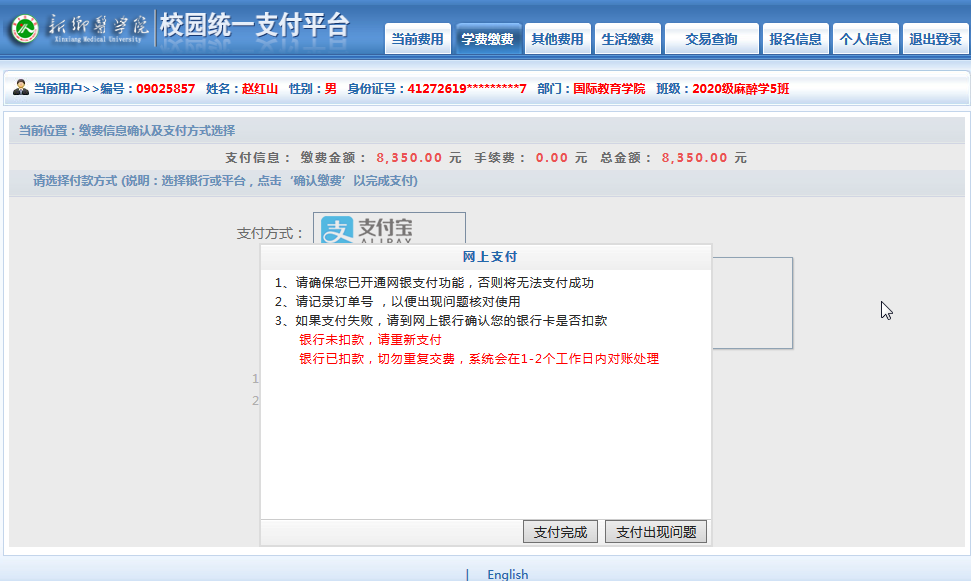 新乡医学院 校园统一支付平台
Xinxiang Medical University
当前费用 学费缴费 其他费用 生活缴费 交易查询 报名信息 个人信息 退出登录
当前用户>>编号：09025857 姓名：赵红山 性别：男 身份证号：41272619*********7 部门：国际教育学院 班级：2020级麻醉学5班
当前位置：缴费信息确认及支付方式选择
支付信息： 缴费金额： 8,350.00 元 手续费： 0.00 元 总金额： 8,350.00 元
请选择付款方式 (说明：选择银行或平台，点击‘确认缴费’以完成支付)
支付方式： 支 支付宝
ALIPAY
网上支付
1、请确保您已开通网银支付功能，否则将无法支付成功
2、请记录订单号 ，以便出现问题核对使用
3、如果支付失败，请到网上银行确认您的银行卡是否扣款
银行未扣款，请重新支付
银行已扣款，切勿重复交费，系统会在1-2个工作日内对账处理
1
2
支付完成 支付出现问题
| English